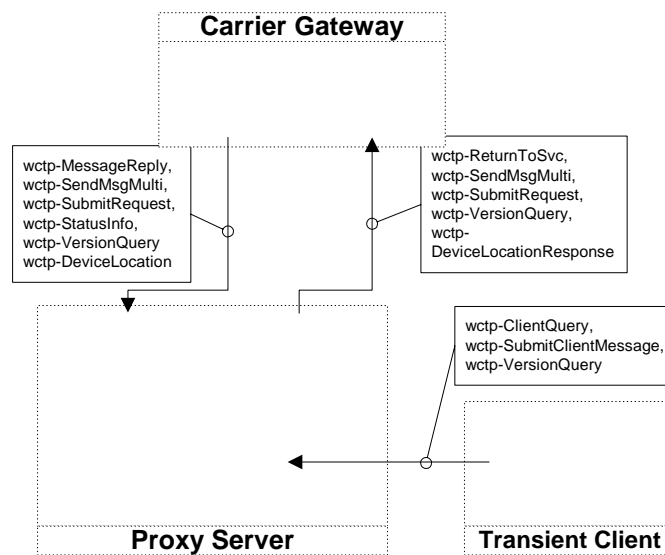 Carrier Gateway
wctp-MessageReply,
wctp-SendMsgMulti,
wctp-SubmitRequest,
wctp-StatusInfo,
wctp-VersionQuery
wctp-DeviceLocation
wctp-ReturnToSvc,
wctp-SendMsgMulti,
wctp-SubmitRequest,
wctp-VersionQuery,
wctp-
DeviceLocationResponse
wctp-ClientQuery,
wctp-SubmitClientMessage,
wctp-VersionQuery
Proxy Server
Transient Client